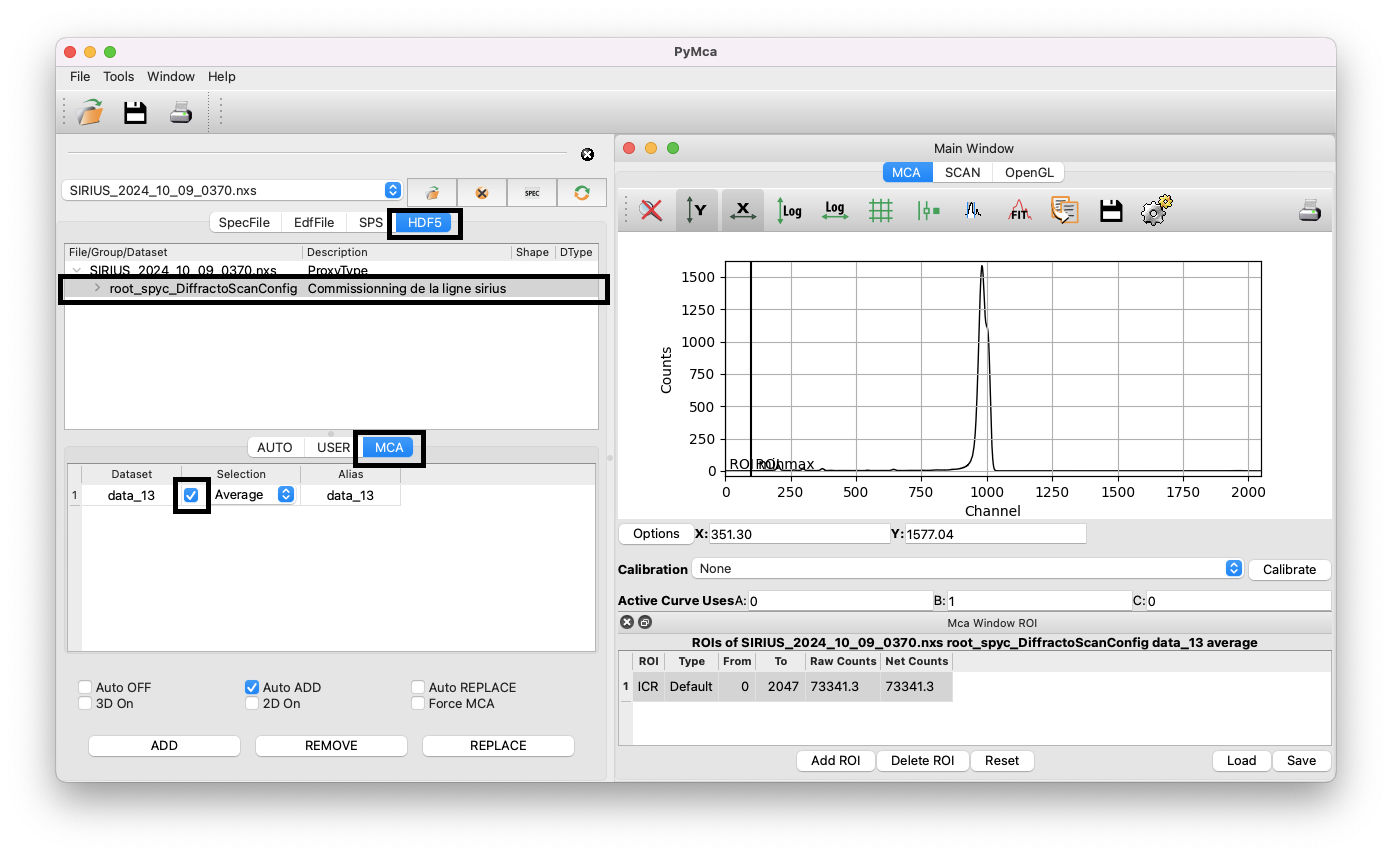 PyMca
File Tools Window Help
SIRIUS_2024_10_09_0370.nxs
SPEC
SpecFile EdfFile SPS HDF5
File/Group/Dataset Description Shape DType
SIRIUS_2024_10_09_0370.nxs ProxyType
root_spyc_DiffractoScanConfig Commissionning de la ligne sirius
AUTO USER MCA
Dataset Selection Alias
1 data_13 Average data_13
Auto OFF Auto ADD Auto REPLACE
3D On 2D On Force MCA
ADD REMOVE REPLACE
Main Window
MCA SCAN OpenGL
Y X Log Log FIT
1500
1250
1000
750
500
250
0
Counts
ROI min ROI max
0 250 500 750 1000 1250 1500 1750 2000
Channel
Options X: 351.30 Y: 1577.04
Calibration None Calibrate
Active Curve Uses A: 0 B: 1 C: 0
Mca Window ROI
ROIs of SIRIUS_2024_10_09_0370.nxs root_spyc_DiffractoScanConfig data_13 average
ROI Type From To Raw Counts Net Counts
1 ICR Default 0 2047 73341.3 73341.3
Add ROI Delete ROI Reset Load Save